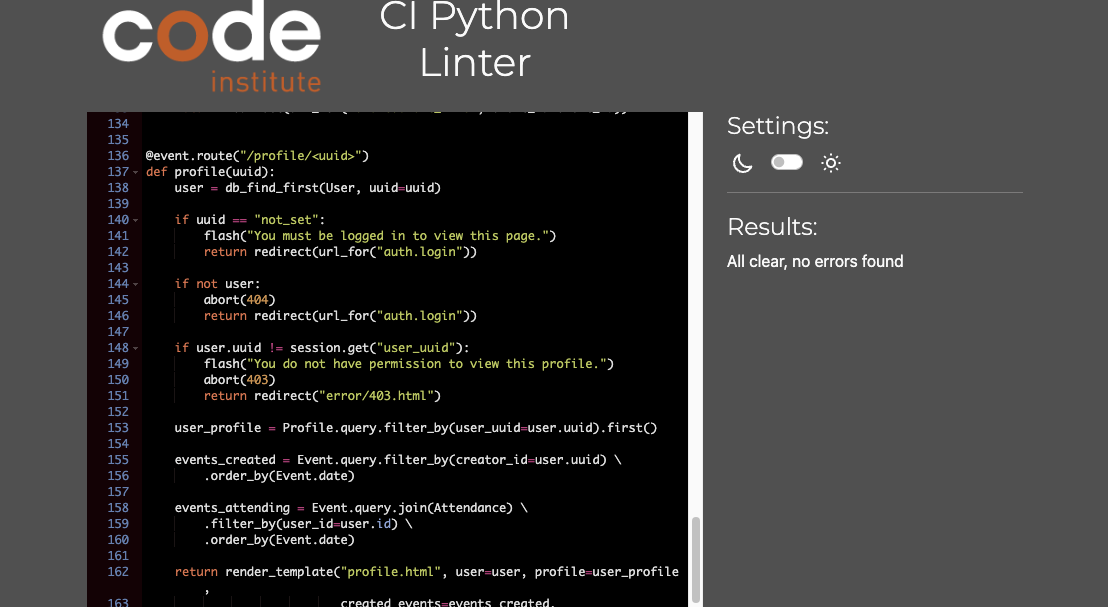 code
institute
CI Python
Linter
134
135
136 @event.route("/profile/<uuid>")
137 def profile(uuid):
138 user = db_find_first(User, uuid=uuid)
139
140 if uuid == "not_set":
141 flash("You must be logged in to view this page.")
142 return redirect(url_for("auth.login"))
143
144 if not user:
145 abort(404)
146 return redirect(url_for("auth.login"))
147
148 if user.uuid != session.get("user_uuid"):
149 flash("You do not have permission to view this profile.")
150 abort(403)
151 return redirect("error/403.html")
152
153 user_profile = Profile.query.filter_by(user_uuid=user.uuid).first()
154
155 events_created = Event.query.filter_by(creator_id=user.uuid) \
156 .order_by(Event.date)
157
158 events_attending = Event.query.join(Attendance) \
159 .filter_by(user_id=user.id) \
160 .order_by(Event.date)
161
162 return render_template("profile.html", user=user, profile=user_profile
,
163 created_events=events_created,
Settings:
Results:
All clear, no errors found